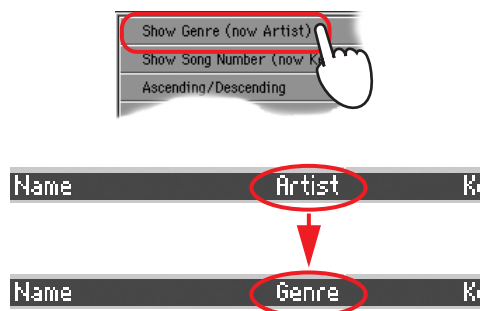 Show Genre (now Artist)
Show Song Number (now
Ascending/Descending
Name Artist
Name Genre